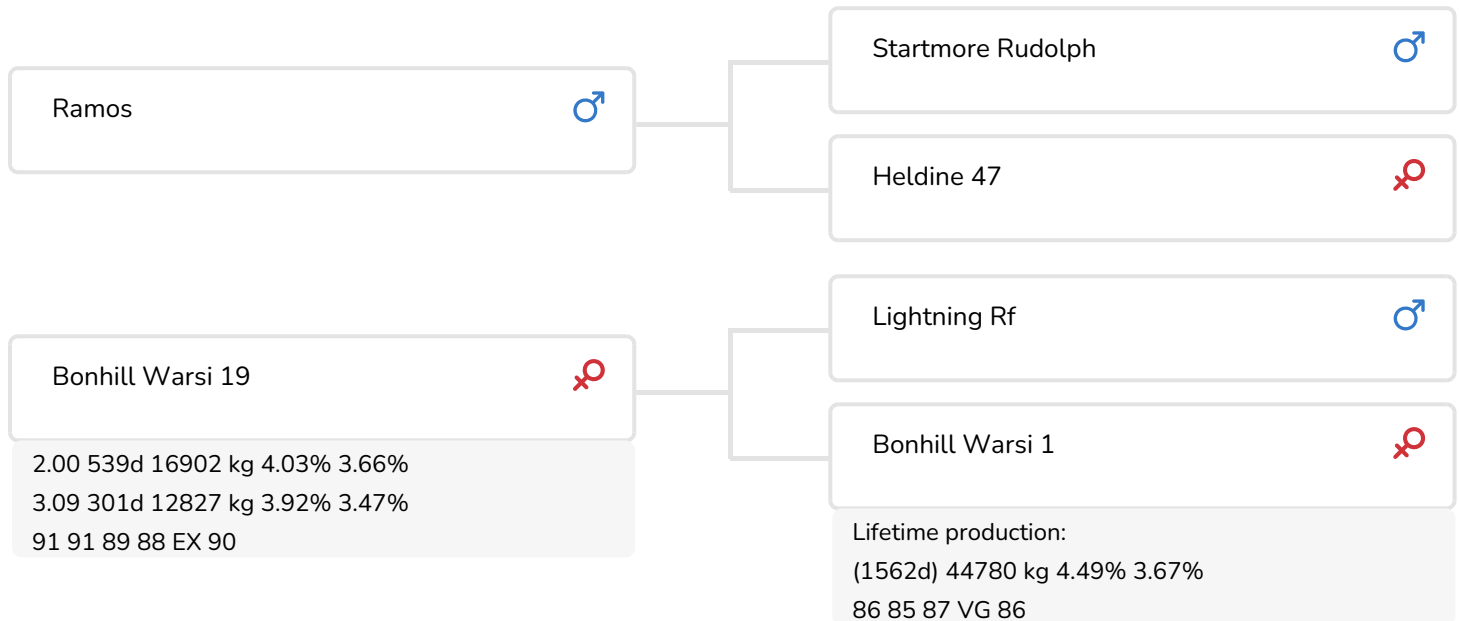 Ramos
Startmore Rudolph
Heldine 47
Bonhill Warsi 19
2.00 539d 16902 kg 4.03% 3.66%
3.09 301d 12827 kg 3.92% 3.47%
91 91 89 88 EX 90
Lightning Rf
Bonhill Warsi 1
Lifetime production:
(1562d) 44780 kg 4.49% 3.67%
86 85 87 VG 86